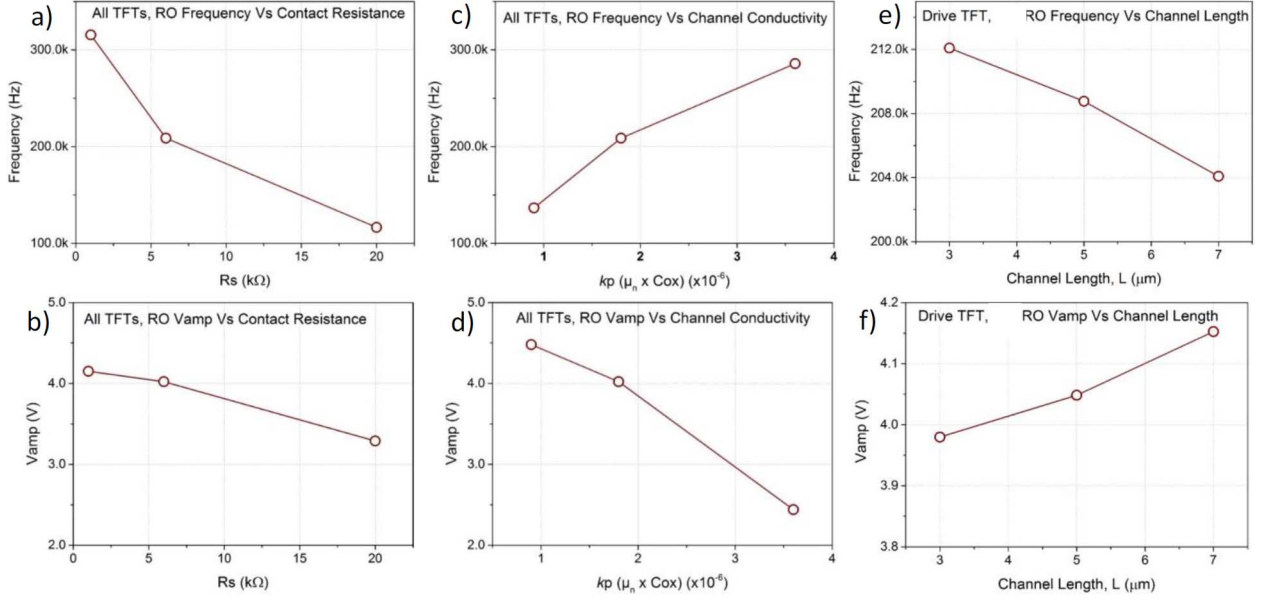 a)
All TFTs, RO Frequency Vs Contact Resistance
300.0k
200.0k
100.0k
Frequency (Hz)
0 5 10 15 20
Rs (kΩ)
c)
All TFTs, RO Frequency Vs Channel Conductivity
300.0k
200.0k
100.0k
Frequency (Hz)
1 2 3 4
kp (μn x Cox) (x10-6)
e)
Drive TFT, RO Frequency Vs Channel Length
212.0k
208.0k
204.0k
200.0k
Frequency (Hz)
3 4 5 6 7
Channel Length, L (μm)
b)
All TFTs, RO Vamp Vs Contact Resistance
5.0
4.0
3.0
2.0
Vamp (V)
0 5 10 15 20
Rs (kΩ)
d)
All TFTs, RO Vamp Vs Channel Conductivity
5.0
4.0
3.0
2.0
Vamp (V)
1 2 3 4
kp (μn x Cox) (x10-6)
f)
Drive TFT, RO Vamp Vs Channel Length
4.2
4.1
4.0
3.9
3.8
Vamp (V)
3 4 5 6 7
Channel Length, L (μm)